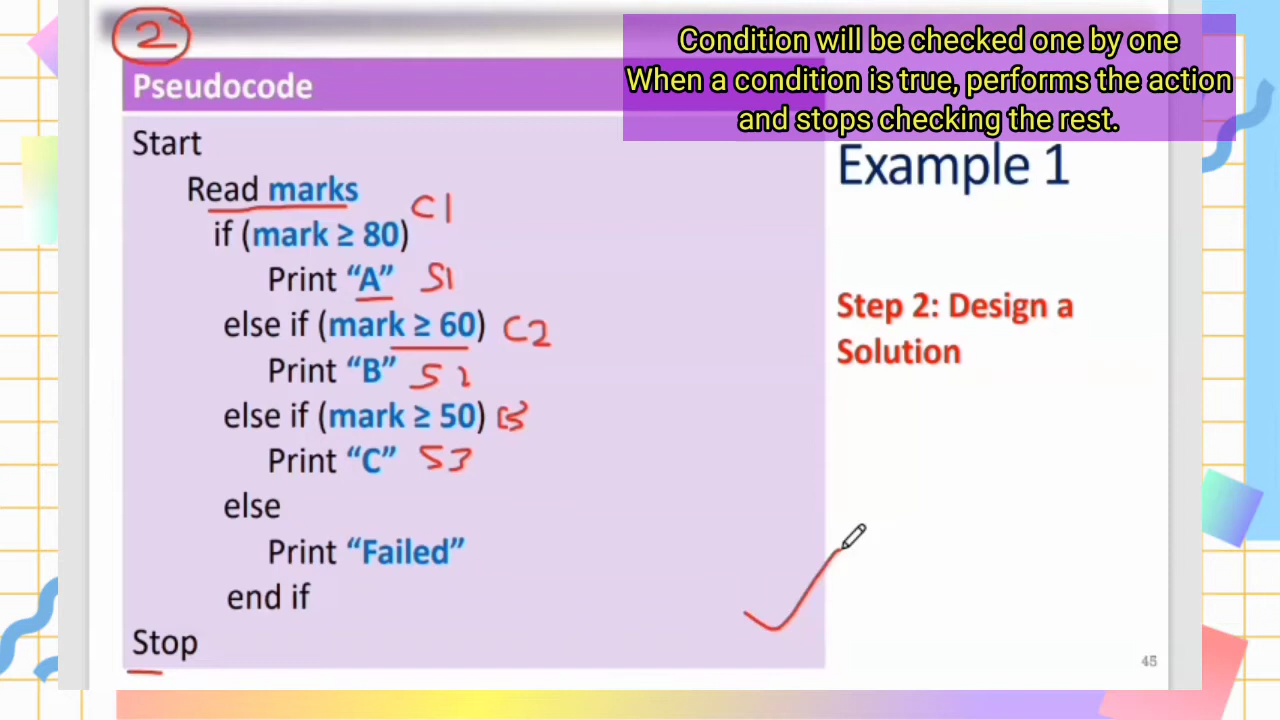 2
Condition will be checked one by one
When a condition is true, performs the action
and stops checking the rest.
Pseudocode
Start
Read marks
C1
if (mark ≥ 80)
Print “A” S1
else if (mark ≥ 60) C2
Print “B” S2
else if (mark ≥ 50) C3
Print “C” S3
else
Print “Failed”
end if
Stop
Example 1
Step 2: Design a
Solution
45